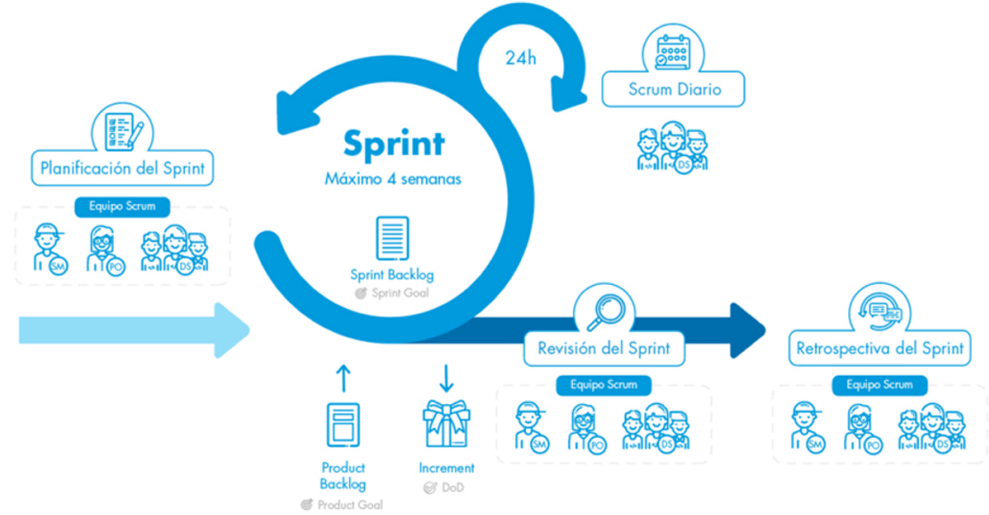 24h
Scrum Diario
DS
Planificación del Sprint
Equipo Scrum
SM
PO
DS
Sprint
Máximo 4 semanas
Sprint Backlog
Sprint Goal
Product
Backlog
Product Goal
Increment
DoD
Revisión del Sprint
Equipo Scrum
SM
PO
DS
Retrospectiva del Sprint
Equipo Scrum
SM
PO
DS